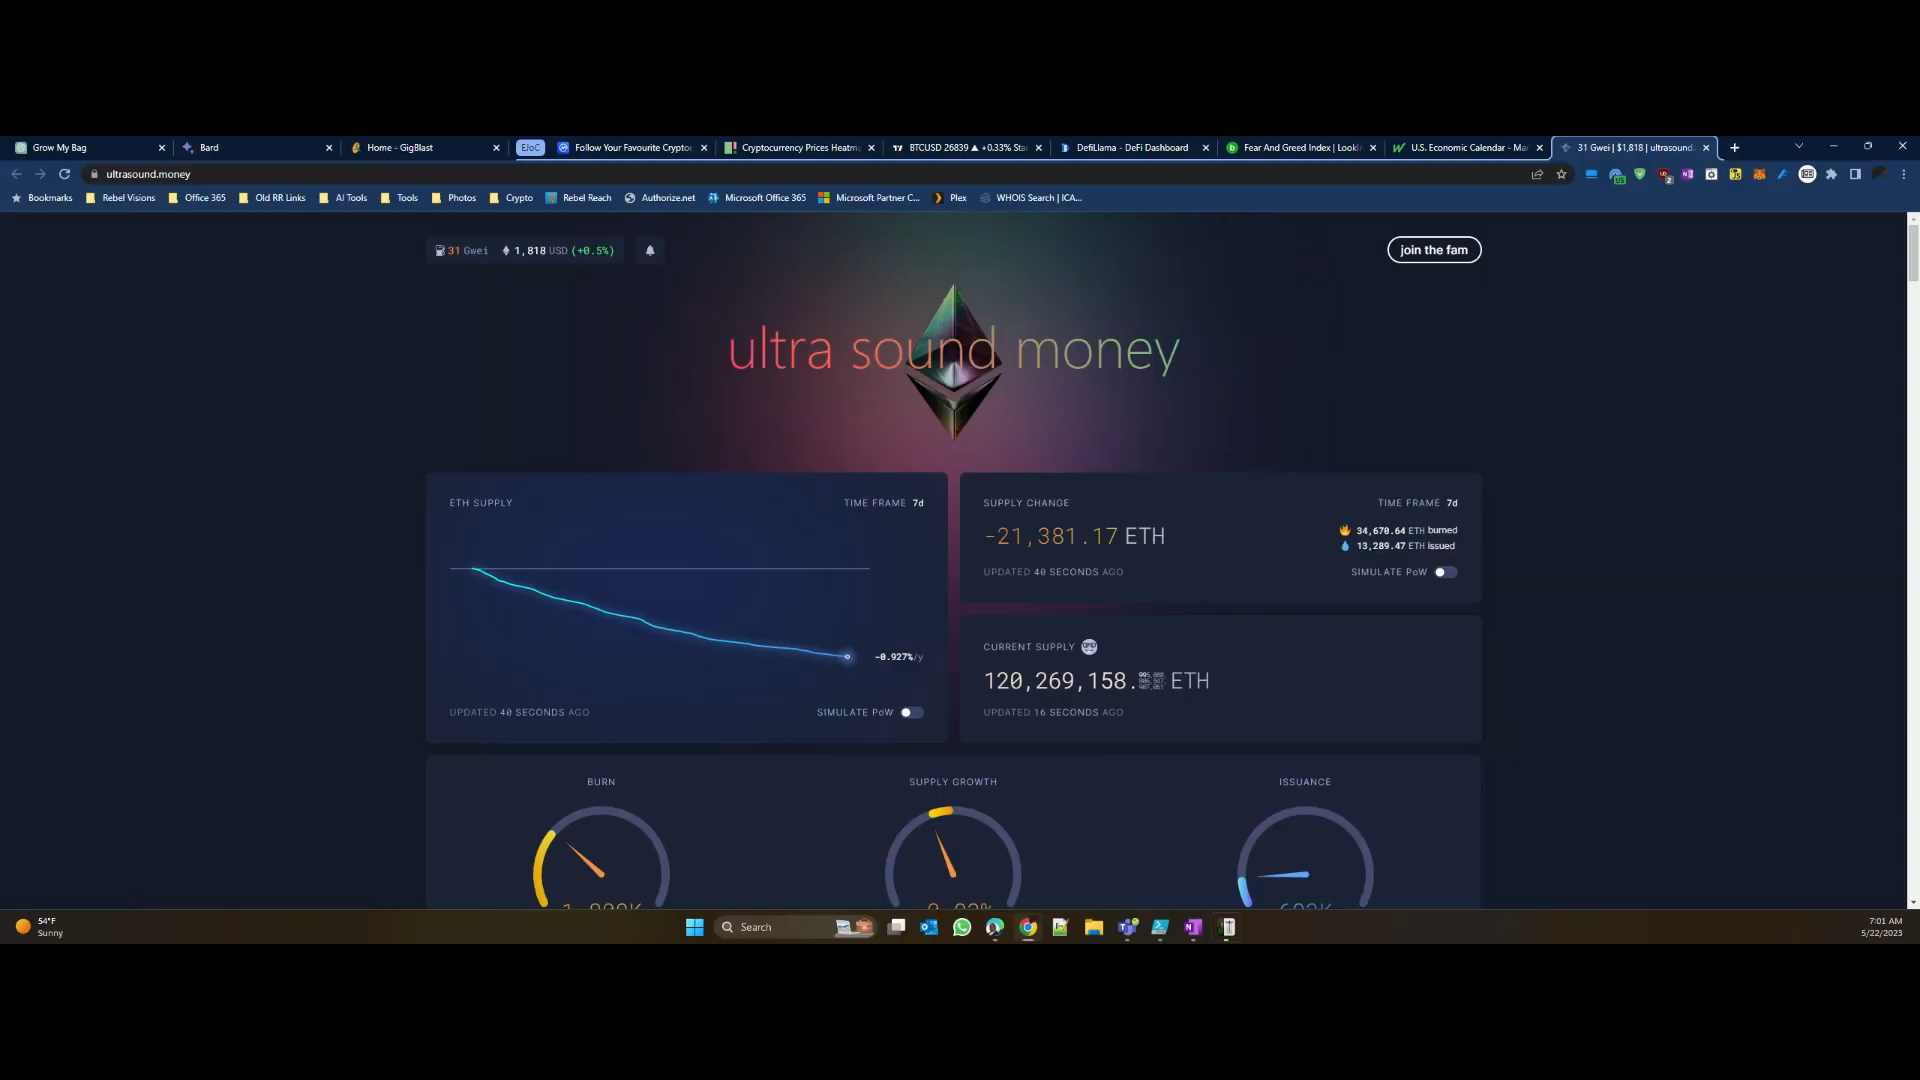 Grow My Bag
Bard
Home - GigBlast
EJoC
Follow Your Favourite Cryptoc
Cryptocurrency Prices Heatma
BTCUSD 26839 ▲ +0.33% Sta
DefiLlama - DeFi Dashboard
Fear And Greed Index | LookIn
U.S. Economic Calendar - Mar
31 Gwei | $1,818 | ultrasound.
ultrasound.money
Bookmarks
Rebel Visions
Office 365
Old RR Links
AI Tools
Tools
Photos
Crypto
Rebel Reach
Authorize.net
Microsoft Office 365
Microsoft Partner C...
Plex
WHOIS Search | ICA...
31 Gwei 1,818 USD (+0.5%)
join the fam
ultra sound money
ETH SUPPLY
TIME FRAME 7d
-0.927%/y
UPDATED 40 SECONDS AGO
SIMULATE PoW
SUPPLY CHANGE
TIME FRAME 7d
-21,381.17 ETH
34,670.64 ETH burned
13,289.47 ETH issued
UPDATED 40 SECONDS AGO
SIMULATE PoW
CURRENT SUPPLY
120,269,158. ETH
UPDATED 16 SECONDS AGO
BURN
SUPPLY GROWTH
ISSUANCE
54°F
Sunny
Search
7:01 AM
5/22/2023